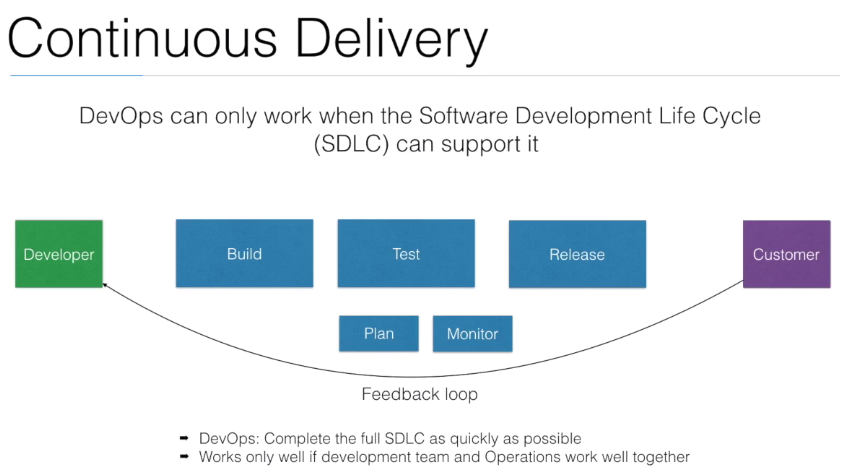 Continuous Delivery
DevOps can only work when the Software Development Life Cycle
(SDLC) can support it
Developer
Build
Test
Release
Customer
Plan
Monitor
Feedback loop
➨ DevOps: Complete the full SDLC as quickly as possible
➨ Works only well if development team and Operations work well together